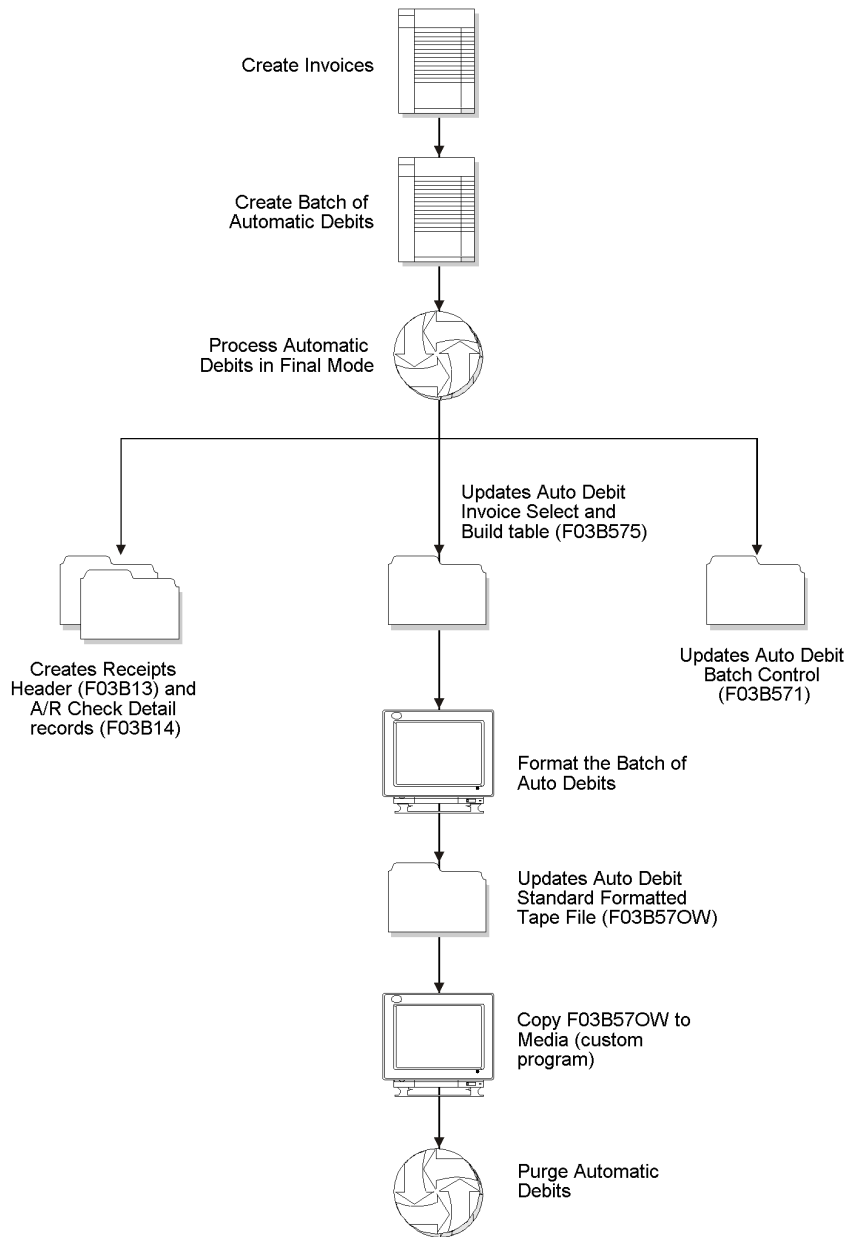 Create Invoices
Create Batch of
Automatic Debits
Process Automatic
Debits in Final Mode
Updates Auto Debit
Invoice Select and
Build table (F03B575)
Creates Receipts
Header (F03B13) and
A/R Check Detail
records (F03B14)
Updates Auto Debit
Batch Control
(F03B571)
Format the Batch of
Auto Debits
Updates Auto Debit
Standard Formatted
Tape File (F03B57OW)
Copy F03B57OW to
Media (custom
program)
Purge Automatic
Debits